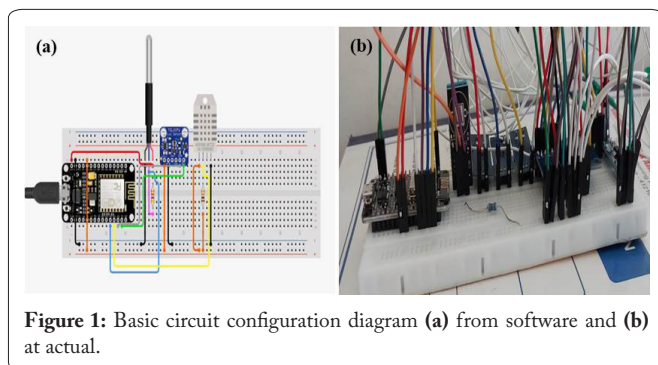 (a)
(b)
Figure 1: Basic circuit configuration diagram (a) from software and (b)
at actual.